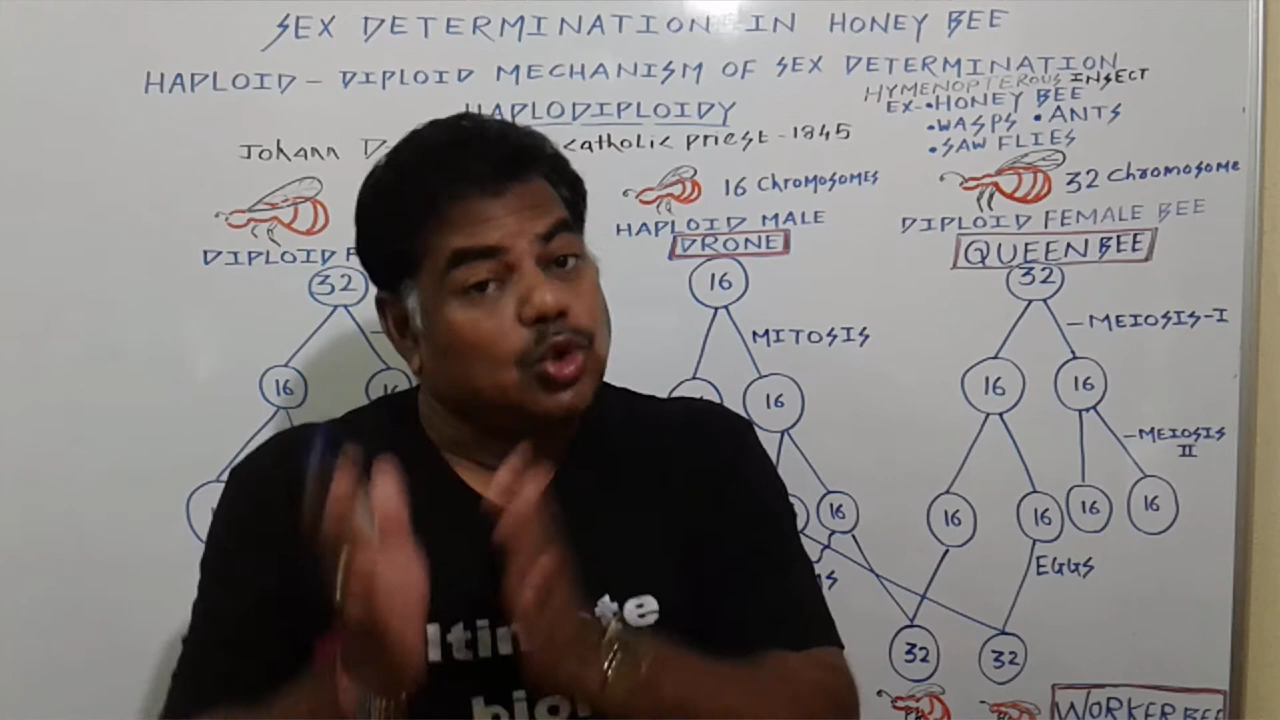 SEX DETERMINATION IN HONEY BEE
HAPLOID - DIPLOID MECHANISM OF SEX DETERMINATION
HAPLODIPLOIDY
HYMENOPTEROUS INSECT
EX-•HONEY BEE
•WASPS •ANTS
•SAW FLIES
Johann catholic priest - 1845
16 Chromosomes
32 Chromosome
DIPLOID
HAPLOID MALE
DIPLOID FEMALE BEE
DRONE
QUEEN BEE
32
16
32
MITOSIS
-MEIOSIS-I
16
16
16
16
-MEIOSIS
II
16
16
16
16
16
EGGS
32
32
WORKER BEE